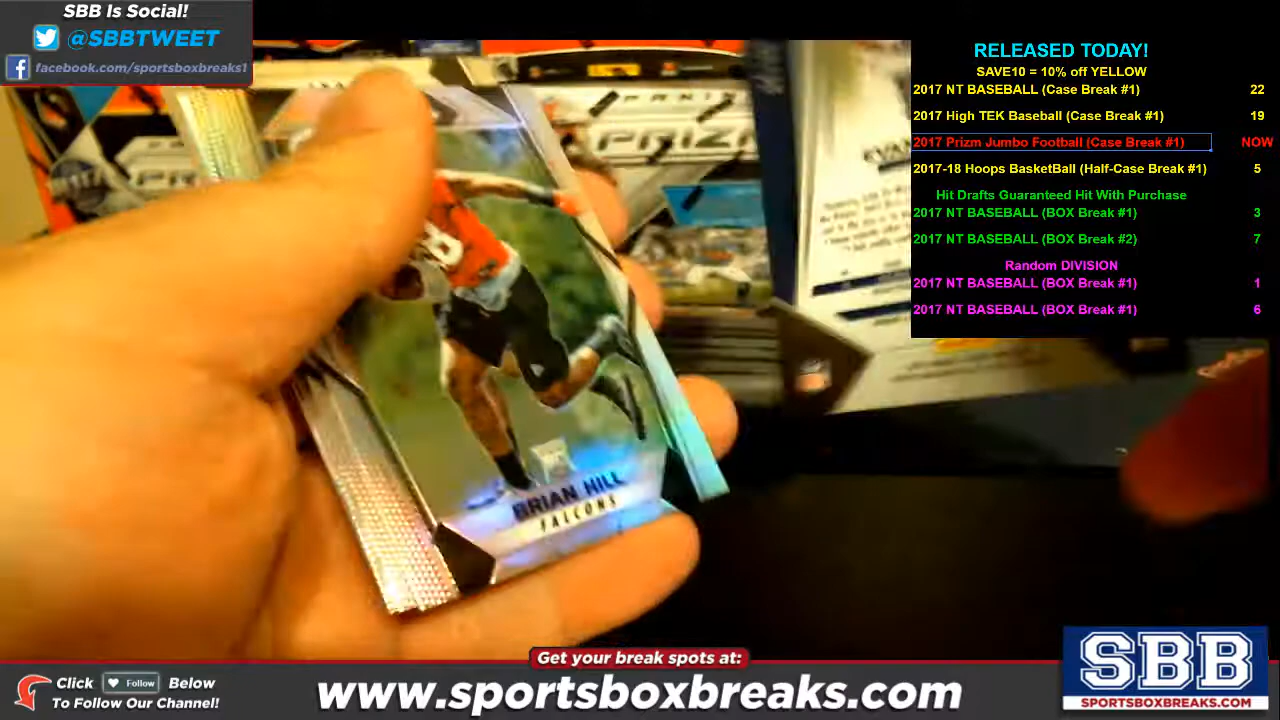 SBB Is Social!
@SBBTWEET
facebook.com/sportsboxbreaks1
RELEASED TODAY!
SAVE10 = 10% off YELLOW
2017 NT BASEBALL (Case Break #1) 22
2017 High TEK Baseball (Case Break #1) 19
2017 Prizm Jumbo Football (Case Break #1) NOW
2017-18 Hoops BasketBall (Half-Case Break #1) 5
Hit Drafts Guaranteed Hit With Purchase
2017 NT BASEBALL (BOX Break #1) 3
2017 NT BASEBALL (BOX Break #2) 7
Random DIVISION
2017 NT BASEBALL (BOX Break #1) 1
2017 NT BASEBALL (BOX Break #1) 6
PRIZM
BRIAN HILL
FALCONS
Get your break spots at:
Click Follow Below
To Follow Our Channel!
www.sportsboxbreaks.com
SBB
SPORTSBOXBREAKS.COM